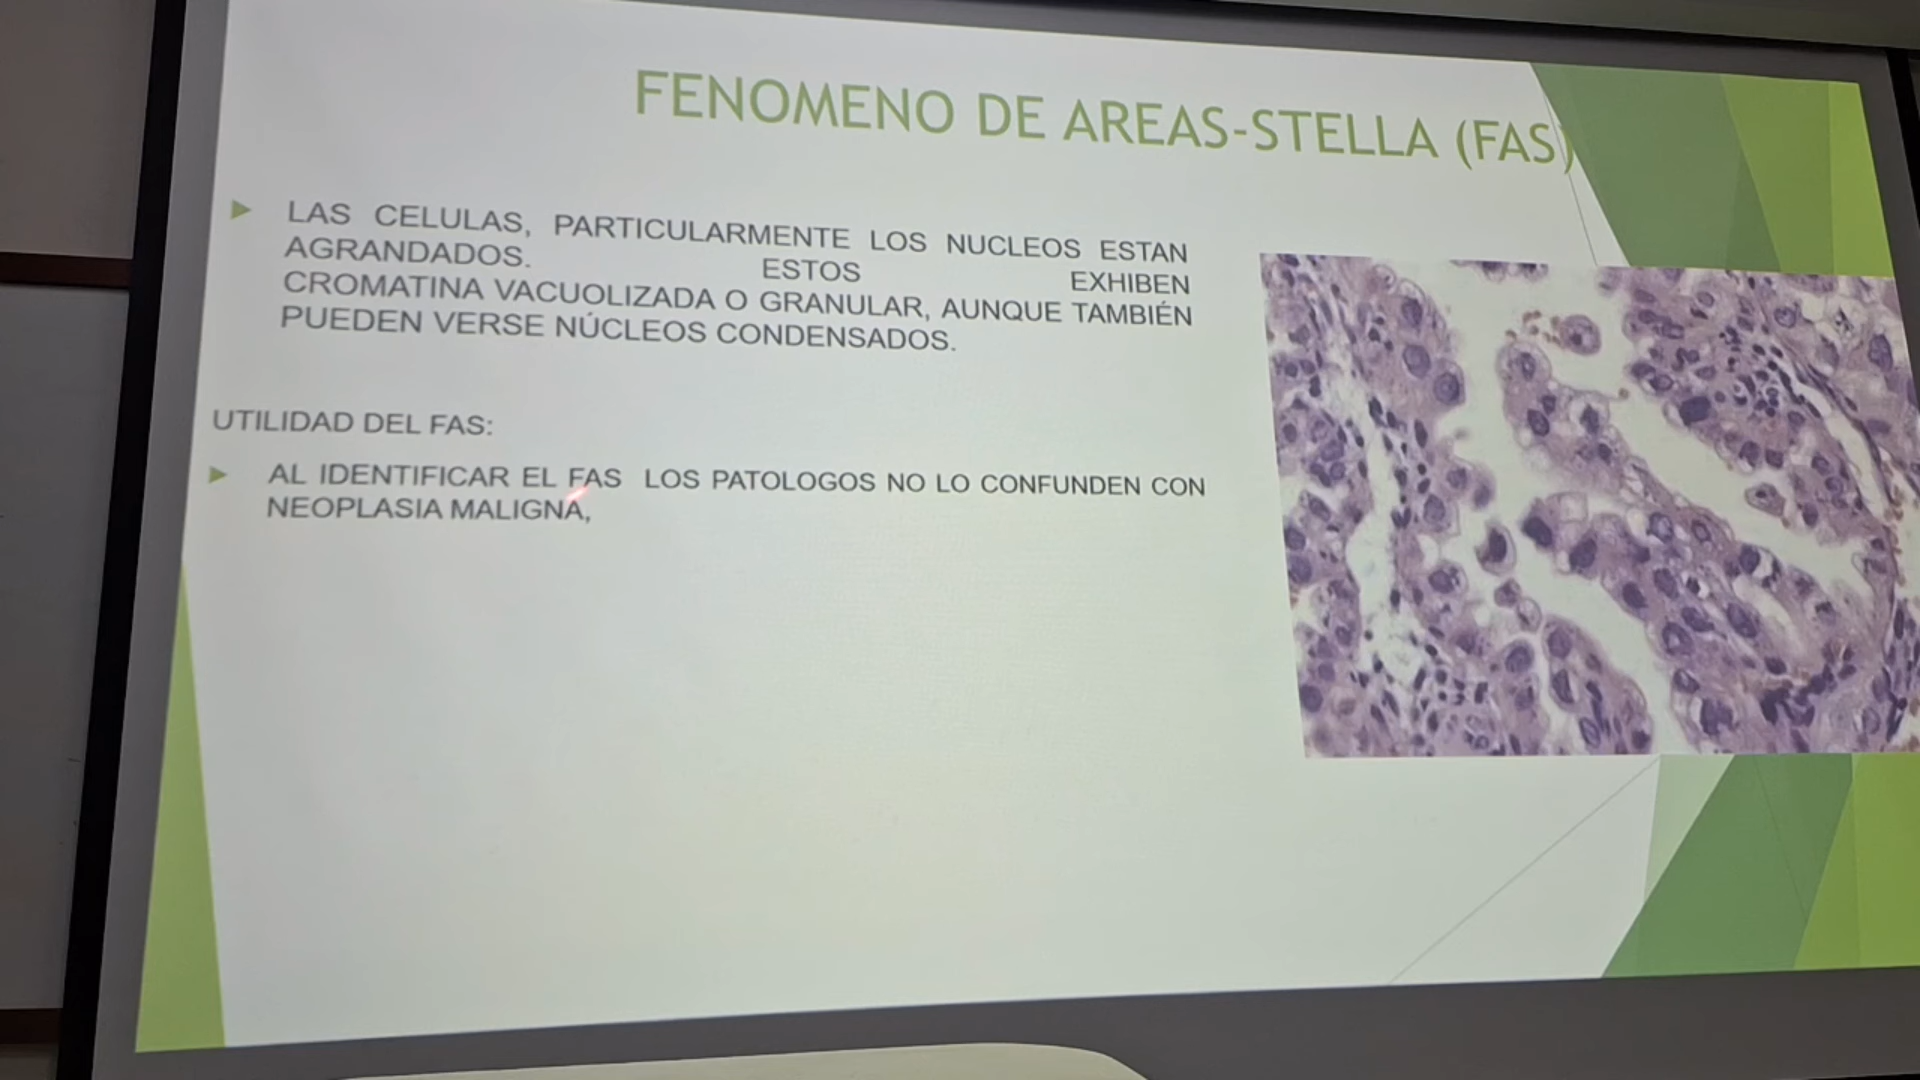 FENOMENO DE AREAS-STELLA (FAS)
LAS CELULAS, PARTICULARMENTE LOS NUCLEOS ESTAN
AGRANDADOS. ESTOS EXHIBEN
CROMATINA VACUOLIZADA O GRANULAR, AUNQUE TAMBIÉN
PUEDEN VERSE NÚCLEOS CONDENSADOS.
UTILIDAD DEL FAS:
AL IDENTIFICAR EL FAS LOS PATOLOGOS NO LO CONFUNDEN CON
NEOPLASIA MALIGNA,